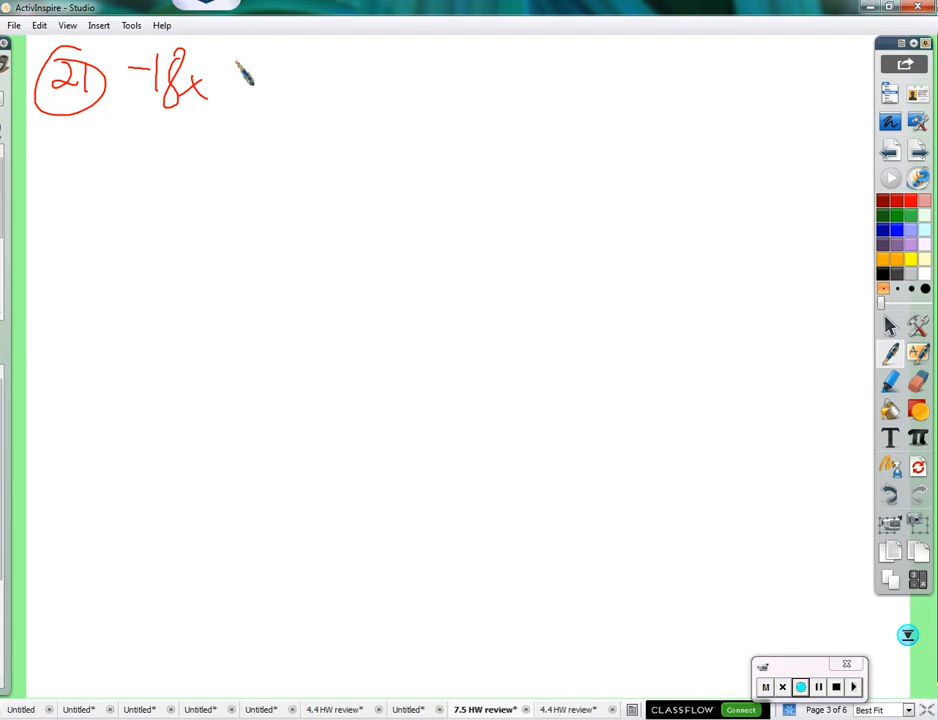 ActivInspire - Studio
File Edit View Insert Tools Help
21 -18x
M
Untitled Untitled* Untitled* Untitled* Untitled* 4.4 HW review* Untitled* 7.5 HW review* 4.4 HW review* CLASSFLOW Connect Page 3 of 6 Best Fit